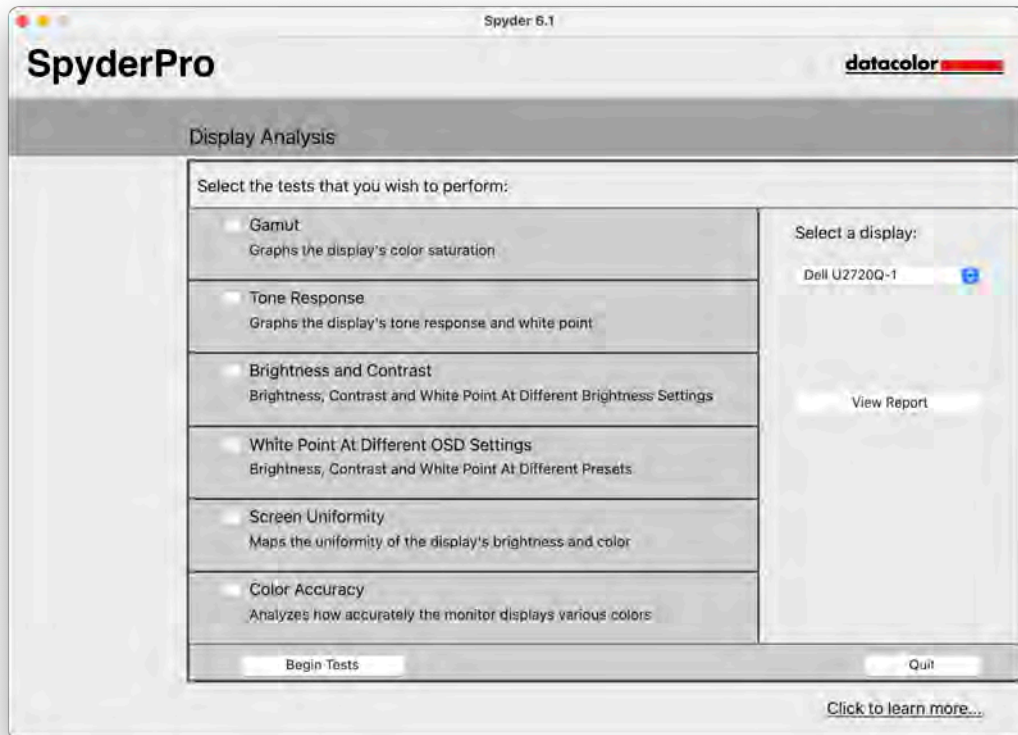 Spyder 6.1
SpyderPro
datacolor
Display Analysis
Select the tests that you wish to perform:
Gamut
Graphs the display's color saturation
Tone Response
Graphs the display's tone response and white point
Brightness and Contrast
Brightness, Contrast and White Point At Different Brightness Settings
White Point At Different OSD Settings
Brightness, Contrast and White Point At Different Presets
Screen Uniformity
Maps the uniformity of the display's brightness and color
Color Accuracy
Analyzes how accurately the monitor displays various colors
Select a display:
Dell U2720Q-1
View Report
Begin Tests
Quit
Click to learn more...